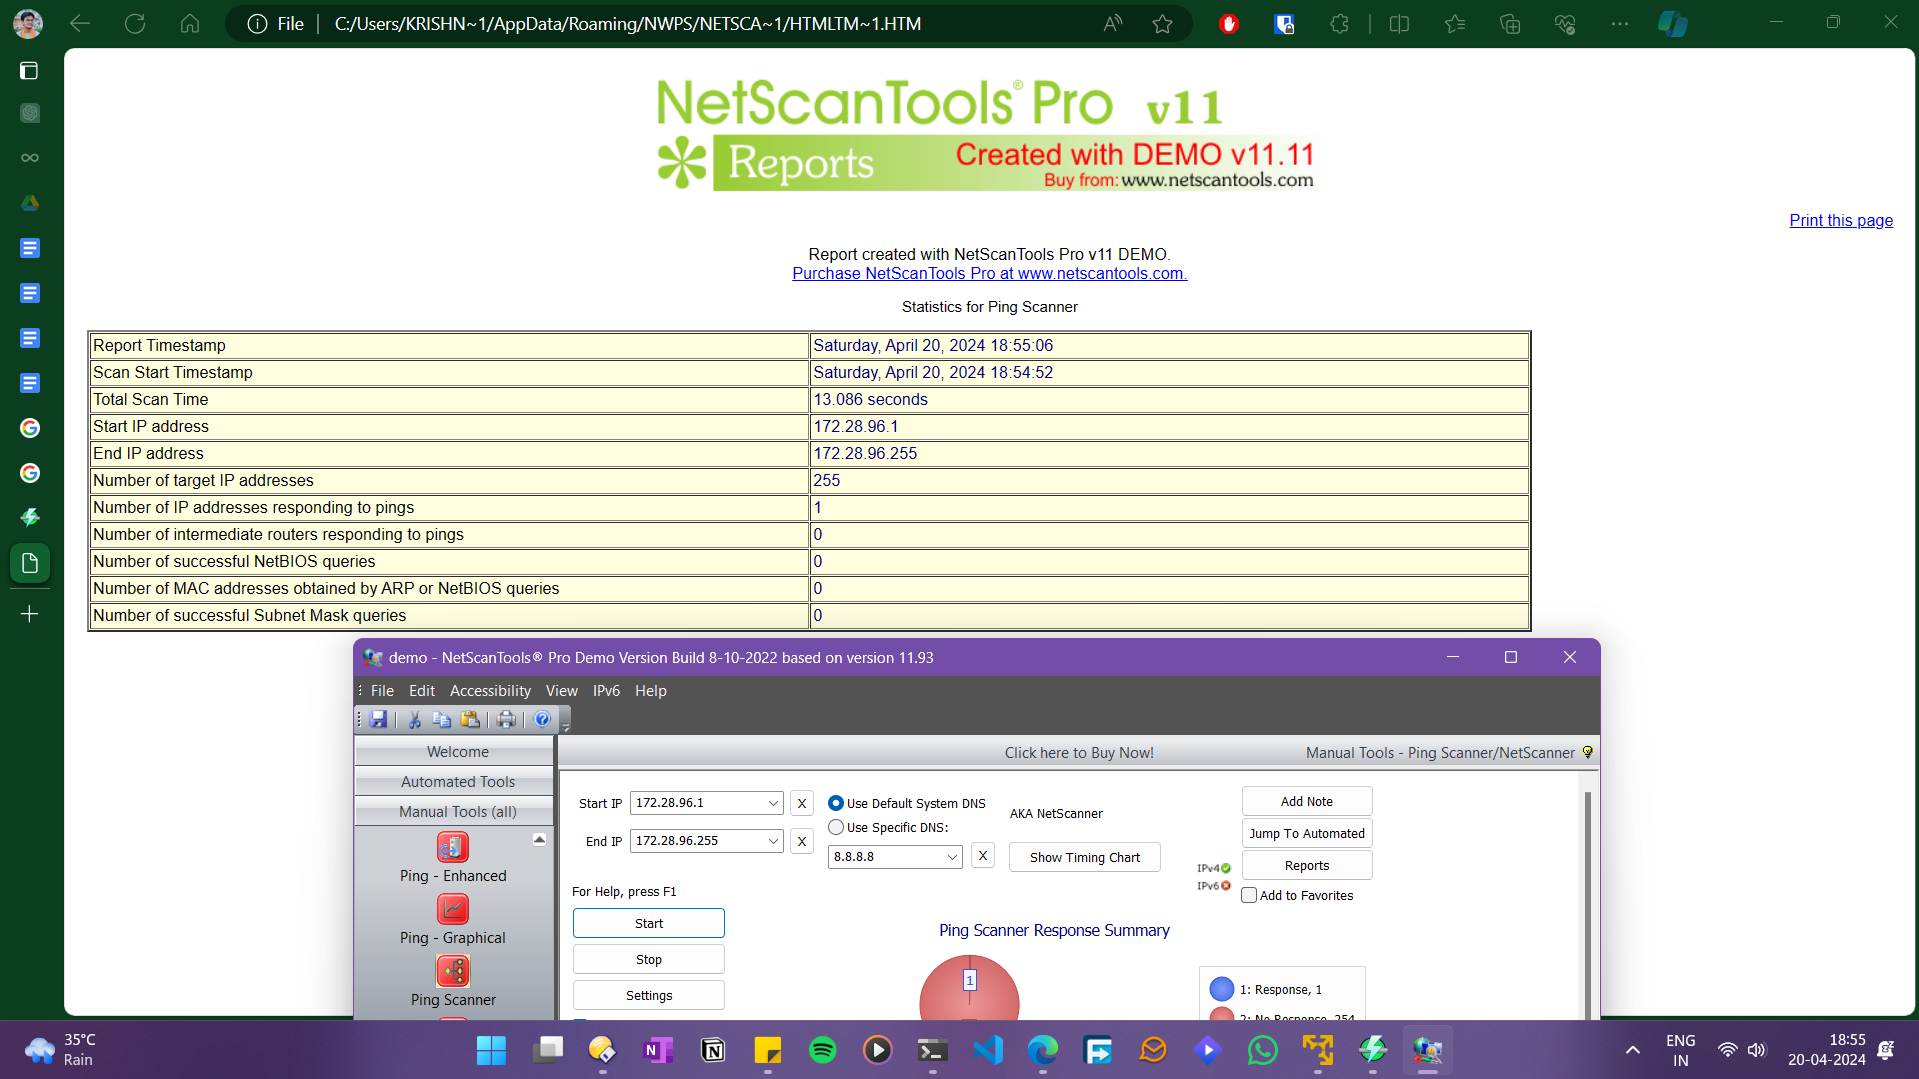 File
C:/Users/KRISHN~1/AppData/Roaming/NWPS/NETSCA~1/HTMLTM~1.HTM
NetScanTools® Pro v11
Reports
Created with DEMO v11.11
Buy from: www.netscantools.com
Print this page
Report created with NetScanTools Pro v11 DEMO.
Purchase NetScanTools Pro at www.netscantools.com.
Statistics for Ping Scanner
Report Timestamp Saturday, April 20, 2024 18:55:06
Scan Start Timestamp Saturday, April 20, 2024 18:54:52
Total Scan Time 13.086 seconds
Start IP address 172.28.96.1
End IP address 172.28.96.255
Number of target IP addresses 255
Number of IP addresses responding to pings 1
Number of intermediate routers responding to pings 0
Number of successful NetBIOS queries 0
Number of MAC addresses obtained by ARP or NetBIOS queries 0
Number of successful Subnet Mask queries 0
demo - NetScanTools® Pro Demo Version Build 8-10-2022 based on version 11.93
File Edit Accessibility View IPv6 Help
Welcome
Automated Tools
Manual Tools (all)
Ping - Enhanced
Ping - Graphical
Ping Scanner
Click here to Buy Now!
Manual Tools - Ping Scanner/NetScanner
Start IP 172.28.96.1 X
End IP 172.28.96.255 X
Use Default System DNS
Use Specific DNS:
8.8.8.8 X
AKA NetScanner
Show Timing Chart
Add Note
Jump To Automated
Reports
IPv4
IPv6
Add to Favorites
For Help, press F1
Start
Stop
Settings
Ping Scanner Response Summary
1
1: Response, 1
2: No Response, 254
35°C
Rain
ENG
IN
18:55
20-04-2024